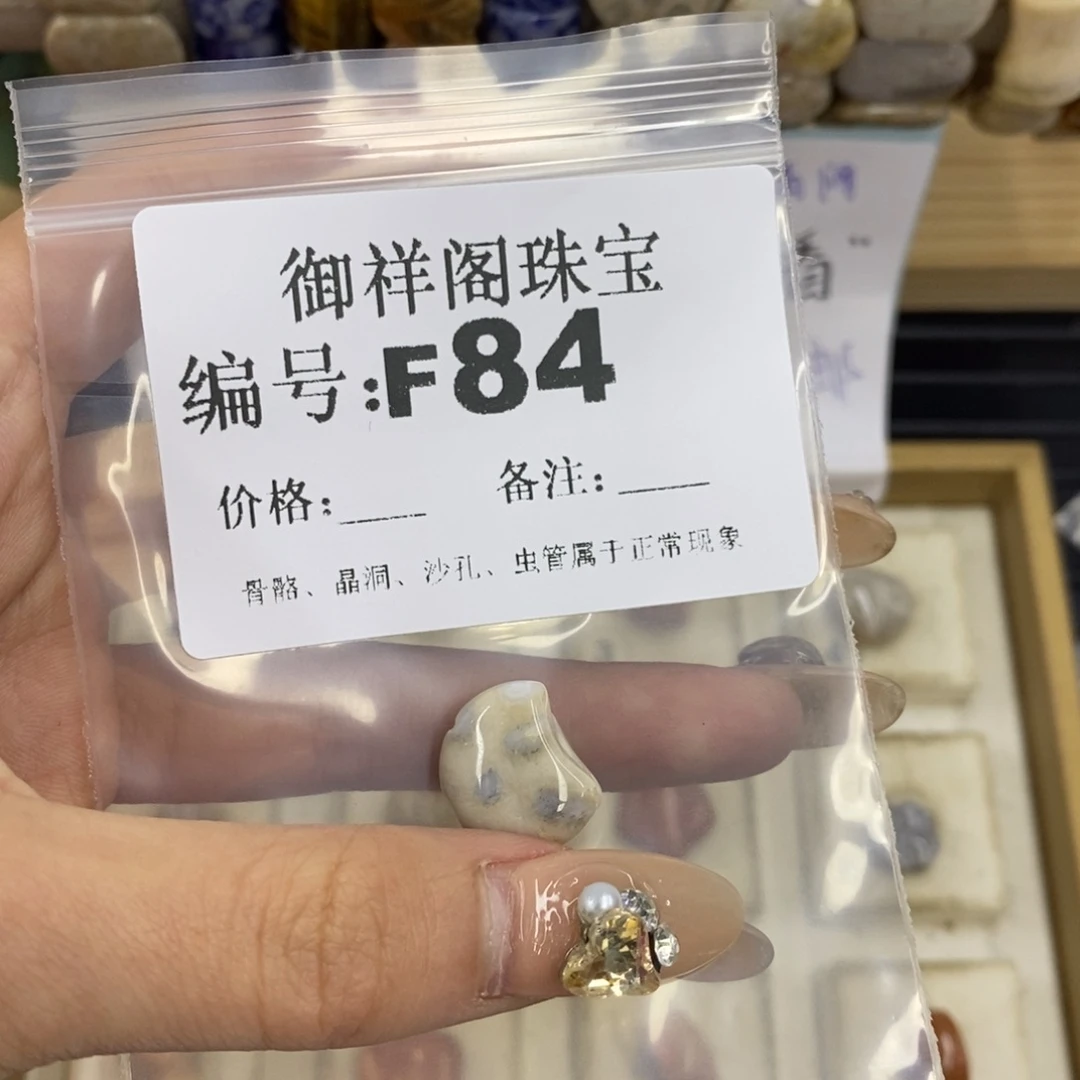 御祥阁珠宝
编号:F84
价格:____ 备注:____
骨骼、晶洞、沙孔、虫管属于正常现象